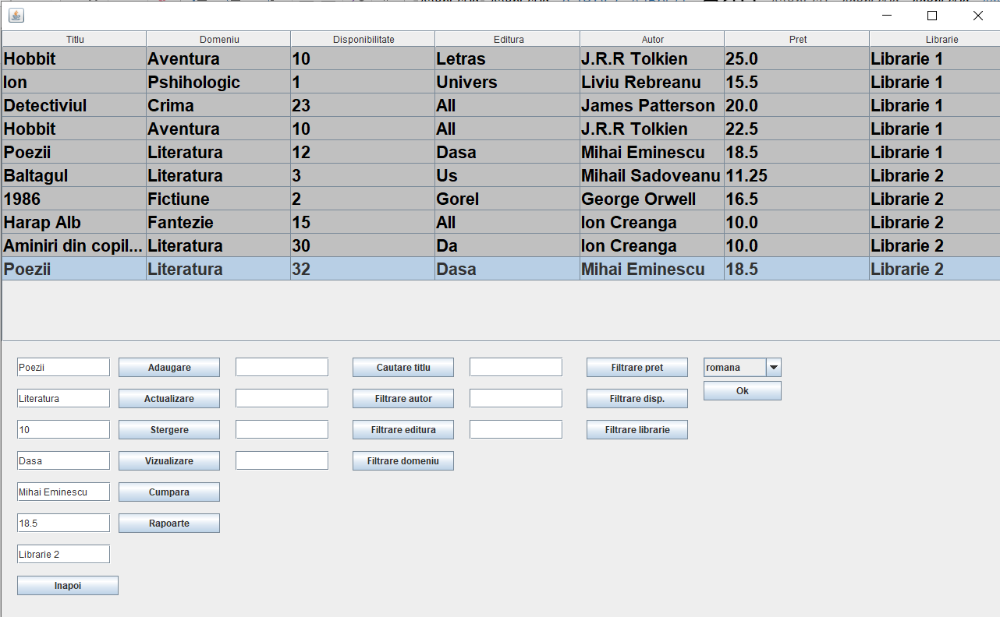 Titlu Domeniu Disponibilitate Editura Autor Pret Librarie
Hobbit Aventura 10 Letras J.R.R Tolkien 25.0 Librarie 1
Ion Pshihologic 1 Univers Liviu Rebreanu 15.5 Librarie 1
Detectiviul Crima 23 All James Patterson 20.0 Librarie 1
Hobbit Aventura 10 All J.R.R Tolkien 22.5 Librarie 1
Poezii Literatura 12 Dasa Mihai Eminescu 18.5 Librarie 1
Baltagul Literatura 3 Us Mihail Sadoveanu 11.25 Librarie 2
1986 Fictiune 2 Gorel George Orwell 16.5 Librarie 2
Harap Alb Fantezie 15 All Ion Creanga 10.0 Librarie 2
Aminiri din copil... Literatura 30 Da Ion Creanga 10.0 Librarie 2
Poezii Literatura 32 Dasa Mihai Eminescu 18.5 Librarie 2
Poezii Adaugare Cautare titlu Filtrare pret romana
Ok
Literatura Actualizare Filtrare autor Filtrare disp.
10 Stergere Filtrare editura Filtrare librarie
Dasa Vizualizare Filtrare domeniu
Mihai Eminescu Cumpara
18.5 Rapoarte
Librarie 2
Inapoi